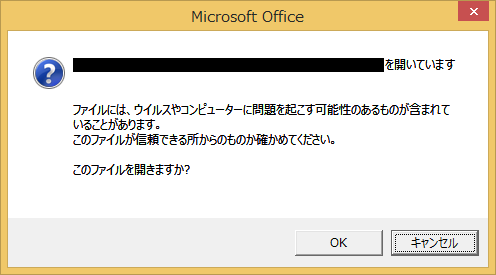 Microsoft Office
を開いています
ファイルには、ウイルスやコンピューターに問題を起こす可能性のあるものが含まれて
いることがあります。
このファイルが信頼できる所からのものか確かめてください。
このファイルを開きますか?
OK
キャンセル